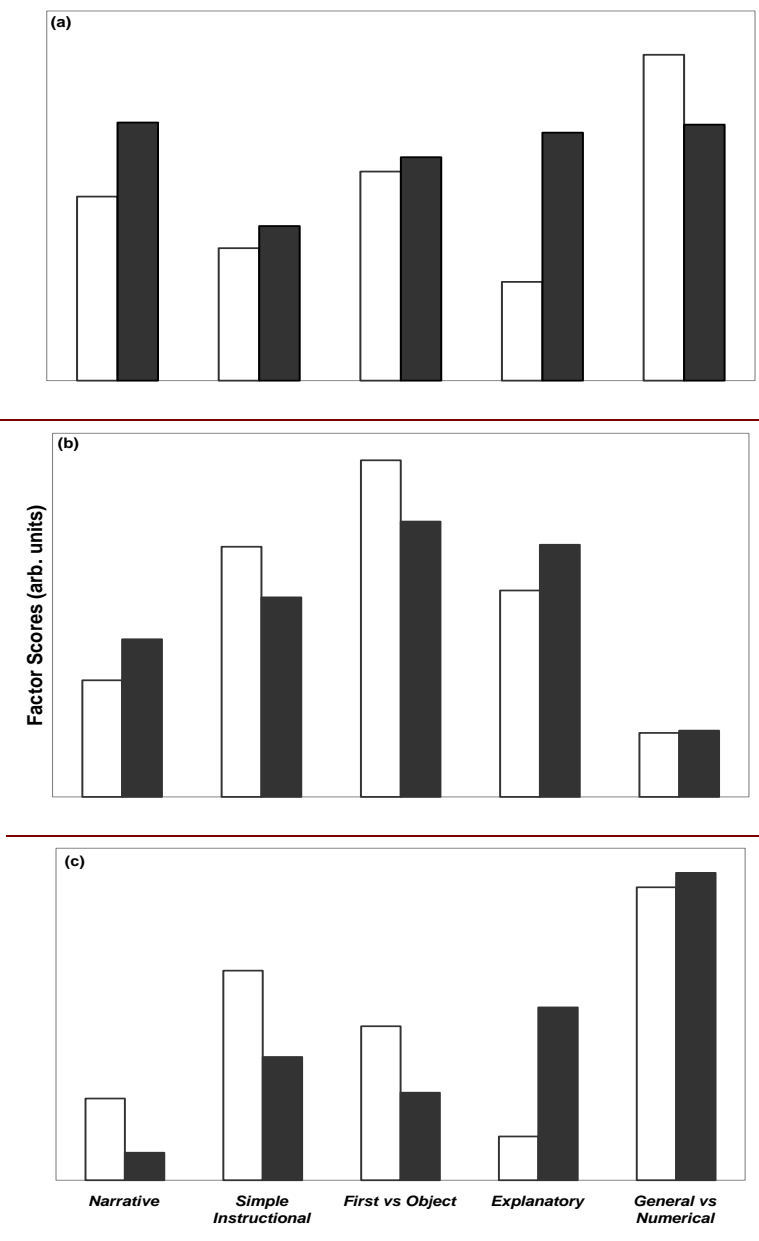 (a)
(b)
Factor Scores (arb. units)
(c)
Narrative
Simple
Instructional
First vs Object
Explanatory
General vs
Numerical